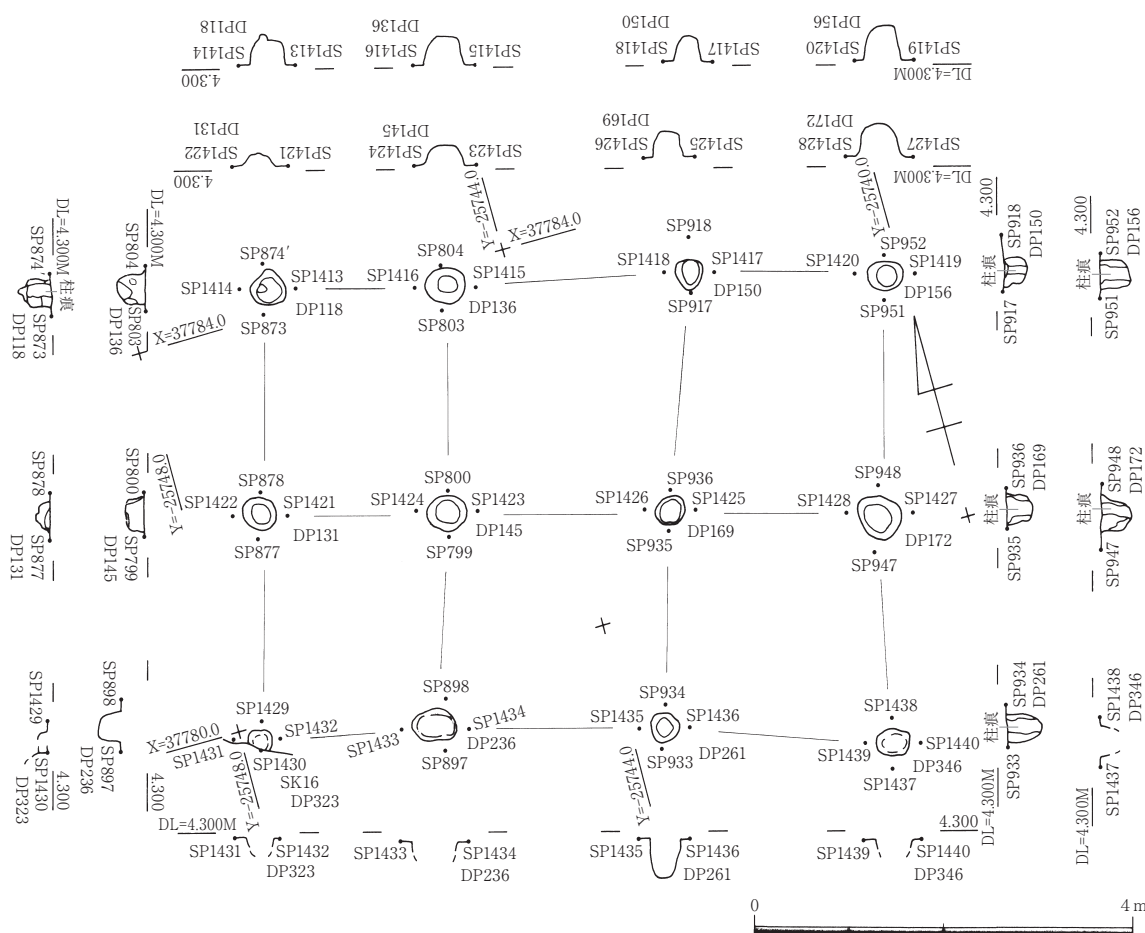 DP118
SP1414
SP1413
4.300
DP136
SP1416
SP1415
DP150
SP1418
SP1417
DP156
SP1420
SP1419
DL=4.300M
DP131
SP1422
SP1421
4.300
DP145
SP1424
SP1423
DP169
SP1426
SP1425
DP172
SP1428
SP1427
DL=4.300M
Y=-25744.0
X=37784.0
Y=-25740.0
DL=4.300M
SP874′
柱痕
SP873
DP118
DL=4.300M
SP804
SP803
DP136
X=37784.0
SP874′
SP1414
SP1413
DP118
SP873
SP804
SP1416
SP1415
DP136
SP803
SP918
SP1418
SP1417
DP150
SP917
SP952
SP1420
SP1419
DP156
SP951
4.300
SP918
DP150
柱痕
SP917
4.300
SP952
DP156
SP951
SP878
SP877
DP131
SP800
SP799
DP145
Y=-25748.0
SP878
SP1422
SP1421
DP131
SP877
SP800
SP1424
SP1423
DP145
SP799
SP936
SP1426
SP1425
DP169
SP935
SP948
SP1428
SP1427
DP172
SP947
SP936
DP169
柱痕
SP935
SP948
DP172
柱痕
SP947
SP1429
SP1430
DP323
4.300
SP898
SP897
DP236
4.300
SP1429
SP1432
X=37780.0
SP1431
SP1430
SK16
DP323
Y=-25748.0
SP898
SP1433
SP1434
DP236
SP897
SP934
SP1435
SP1436
DP261
SP933
Y=-25744.0
SP1438
SP1439
SP1440
DP346
SP1437
SP934
DP261
柱痕
SP933
DL=4.300M
SP1438
DP346
SP1437
DL=4.300M
DL=4.300M
SP1431
SP1432
DP323
SP1433
SP1434
DP236
SP1435
SP1436
DP261
4.300
SP1439
SP1440
DP346
0
4m